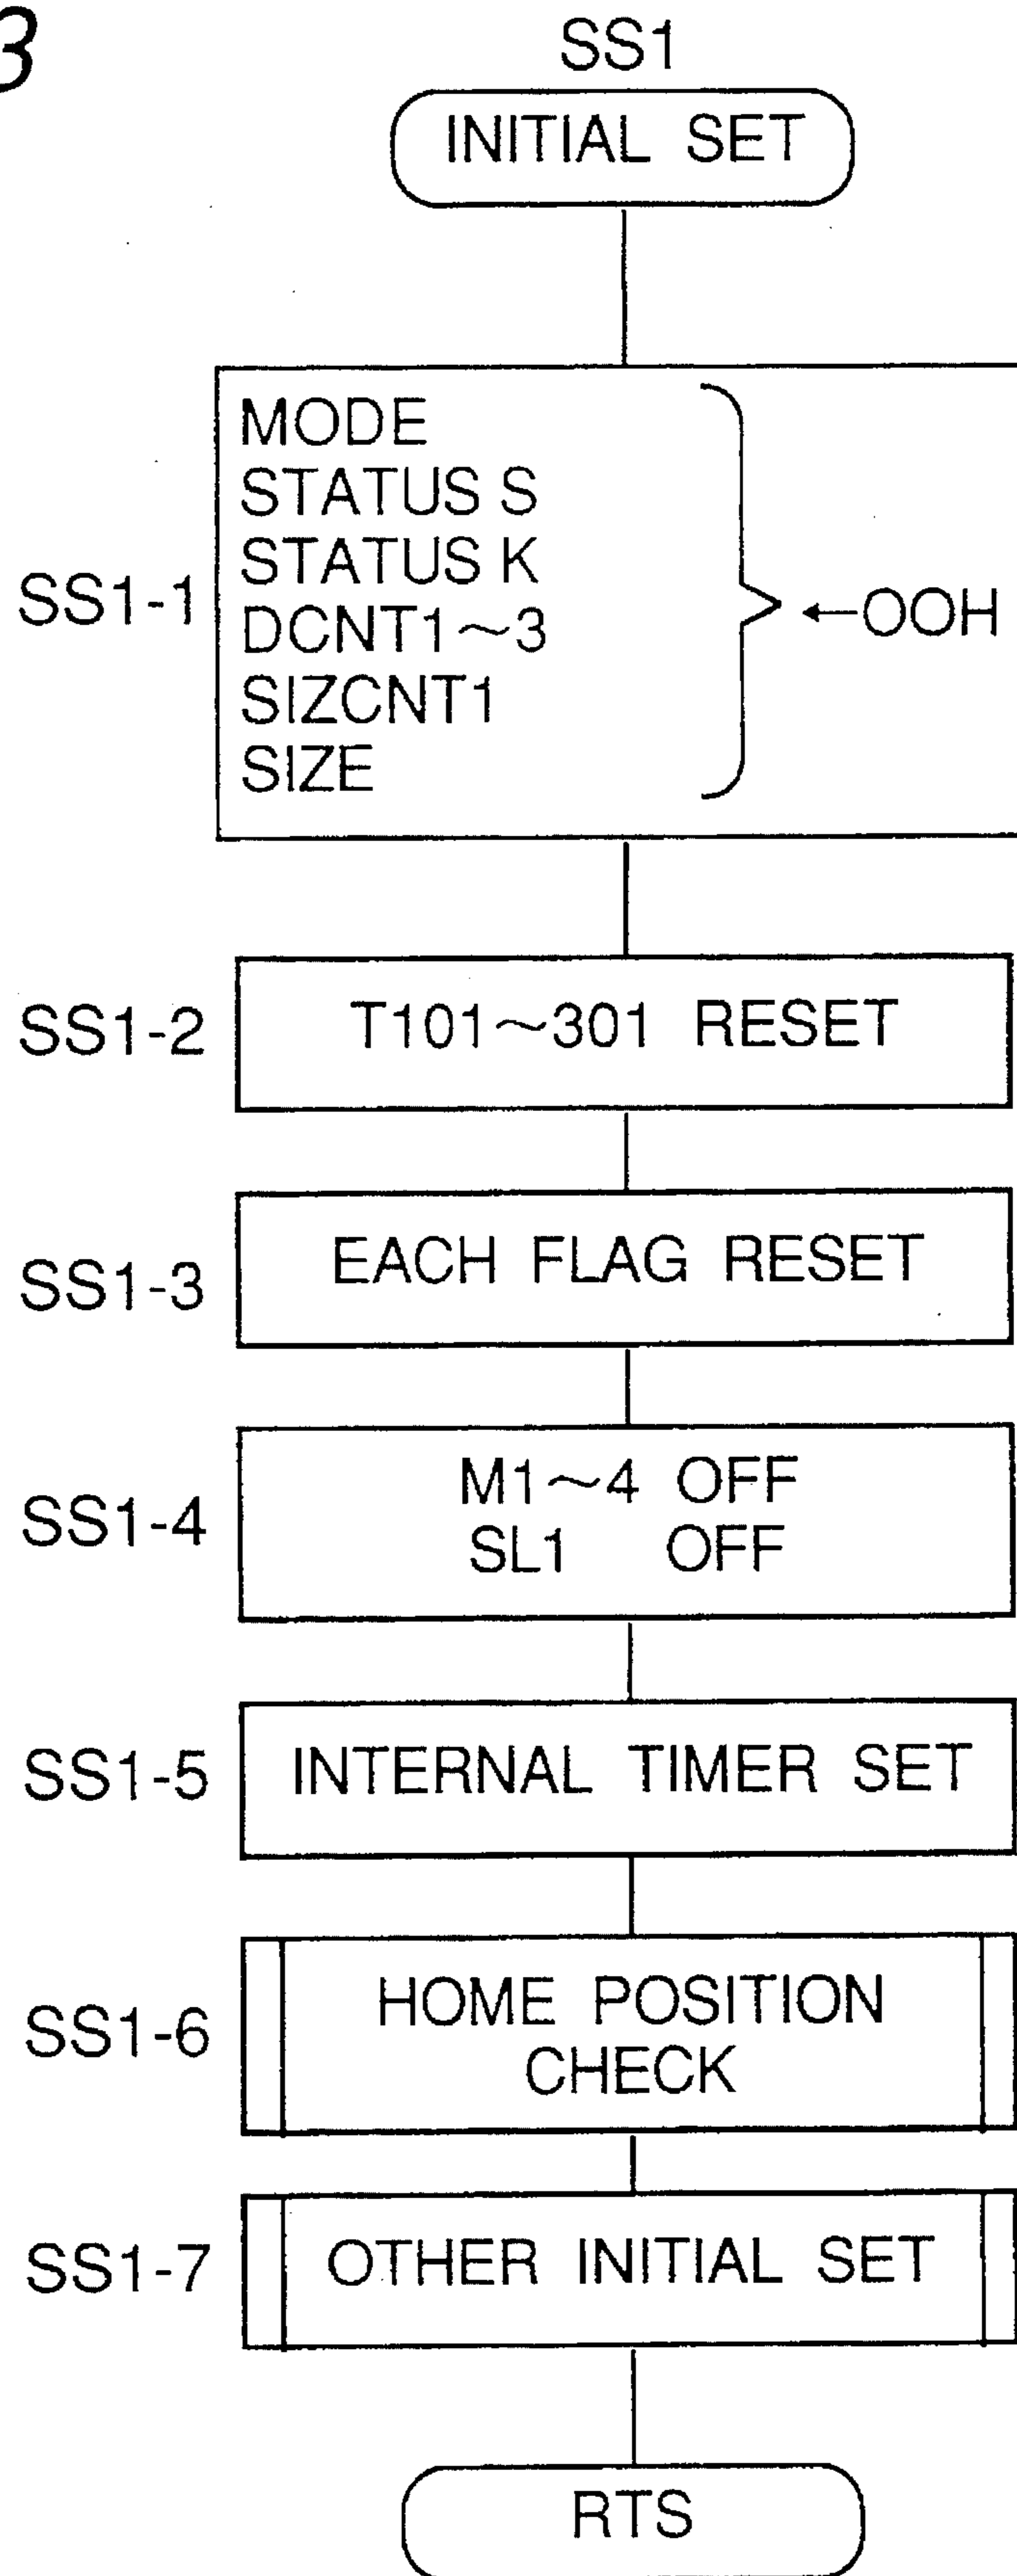 3
SS1
INITIAL SET
MODE
STATUS S
STATUS K
SS1-1
DCNT1~3
←OOH
SIZCNT1
SIZE
SS1-2
T101~301 RESET
SS1-3
EACH FLAG RESET
SS1-4
M1~4 OFF
SL1 OFF
SS1-5
INTERNAL TIMER SET
SS1-6
HOME POSITION
CHECK
SS1-7
OTHER INITIAL SET
RTS